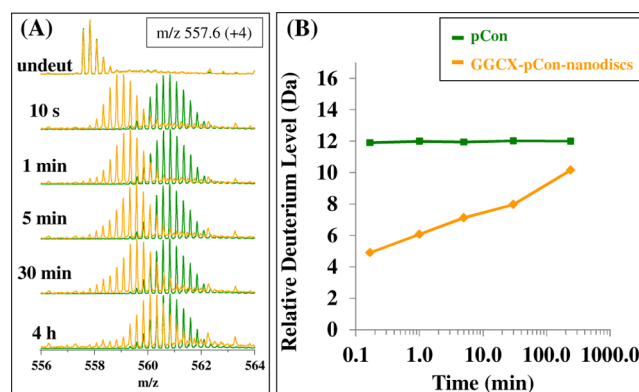 (A)
m/z 557.6 (+4)
undeut
10 s
1 min
5 min
30 min
4 h
556 558 560 562 564
m/z
(B)
pCon
GGCX-pCon-nanodiscs
Relative Deuterium Level (Da)
16
14
12
10
8
6
4
2
0
0.1 1.0 10.0 100.0
Time (min)